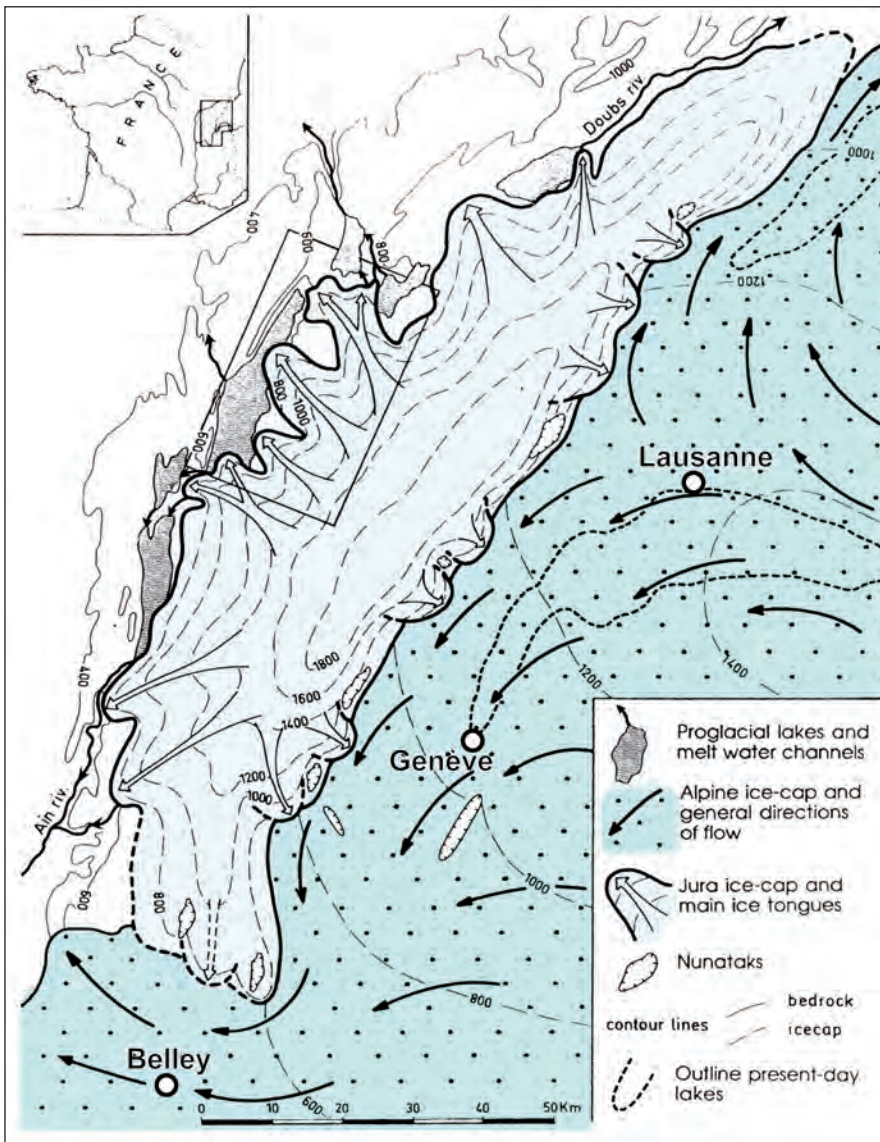 FRANCE
1000
Doubs riv
1000
400
600
800
1200
800
1000
600
Lausanne
400
1800
1600
1400
1200
1400
1200
1000
Genève
Ain riv.
600
800
1000
800
Belley
600
0 10 20 30 40 50 Km
Proglacial lakes and
melt water channels
Alpine ice-cap and
general directions
of flow
Jura ice-cap and
main ice tongues
Nunataks
contour lines
bedrock
icecap
Outline present-day
lakes